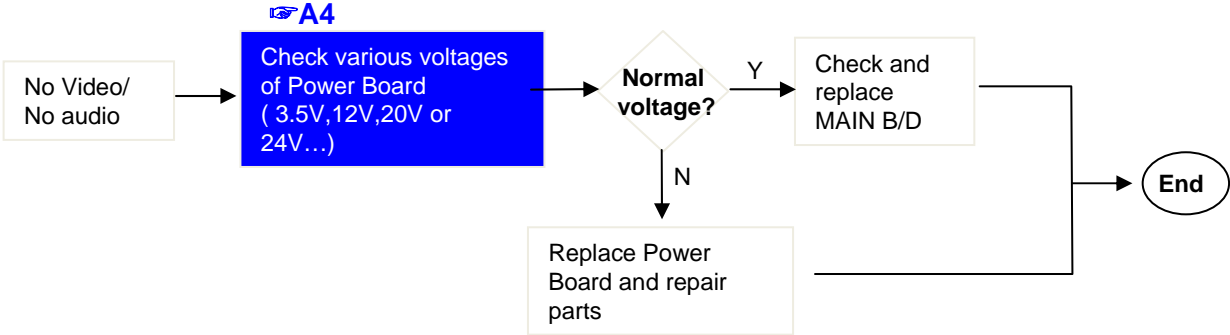 ☞A4
No Video/
No audio
Check various voltages
of Power Board
( 3.5V,12V,20V or
24V…)
Normal
voltage?
Y
Check and
replace
MAIN B/D
N
Replace Power
Board and repair
parts
End